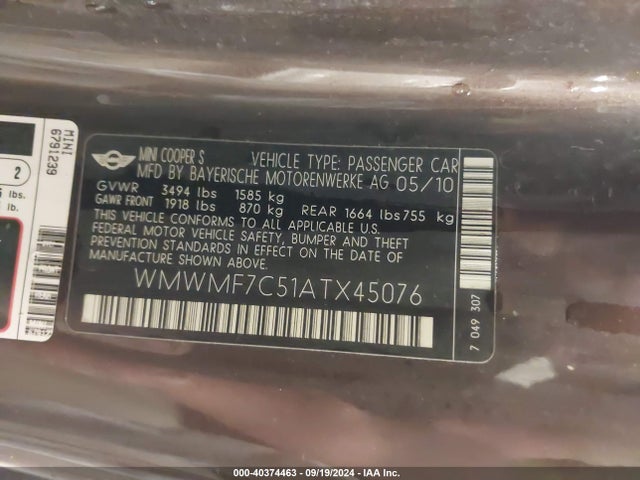 MINI
6791239
2
lbs.
MINI COOPER S VEHICLE TYPE: PASSENGER CAR
MFD BY BAYERISCHE MOTORENWERKE AG 05/10
GVWR 3494 lbs 1585 kg
GAWR FRONT 1918 lbs 870 kg REAR 1664 lbs 755 kg
THIS VEHICLE CONFORMS TO ALL APPLICABLE U.S.
FEDERAL MOTOR VEHICLE SAFETY, BUMPER AND THEFT
PREVENTION STANDARDS IN EFFECT ON THE DATE OF
MANUFACTURE SHOWN ABOVE.
WMWMF7C51ATX45076
7 049 307
000-40374463 - 09/19/2024 - IAA Inc.